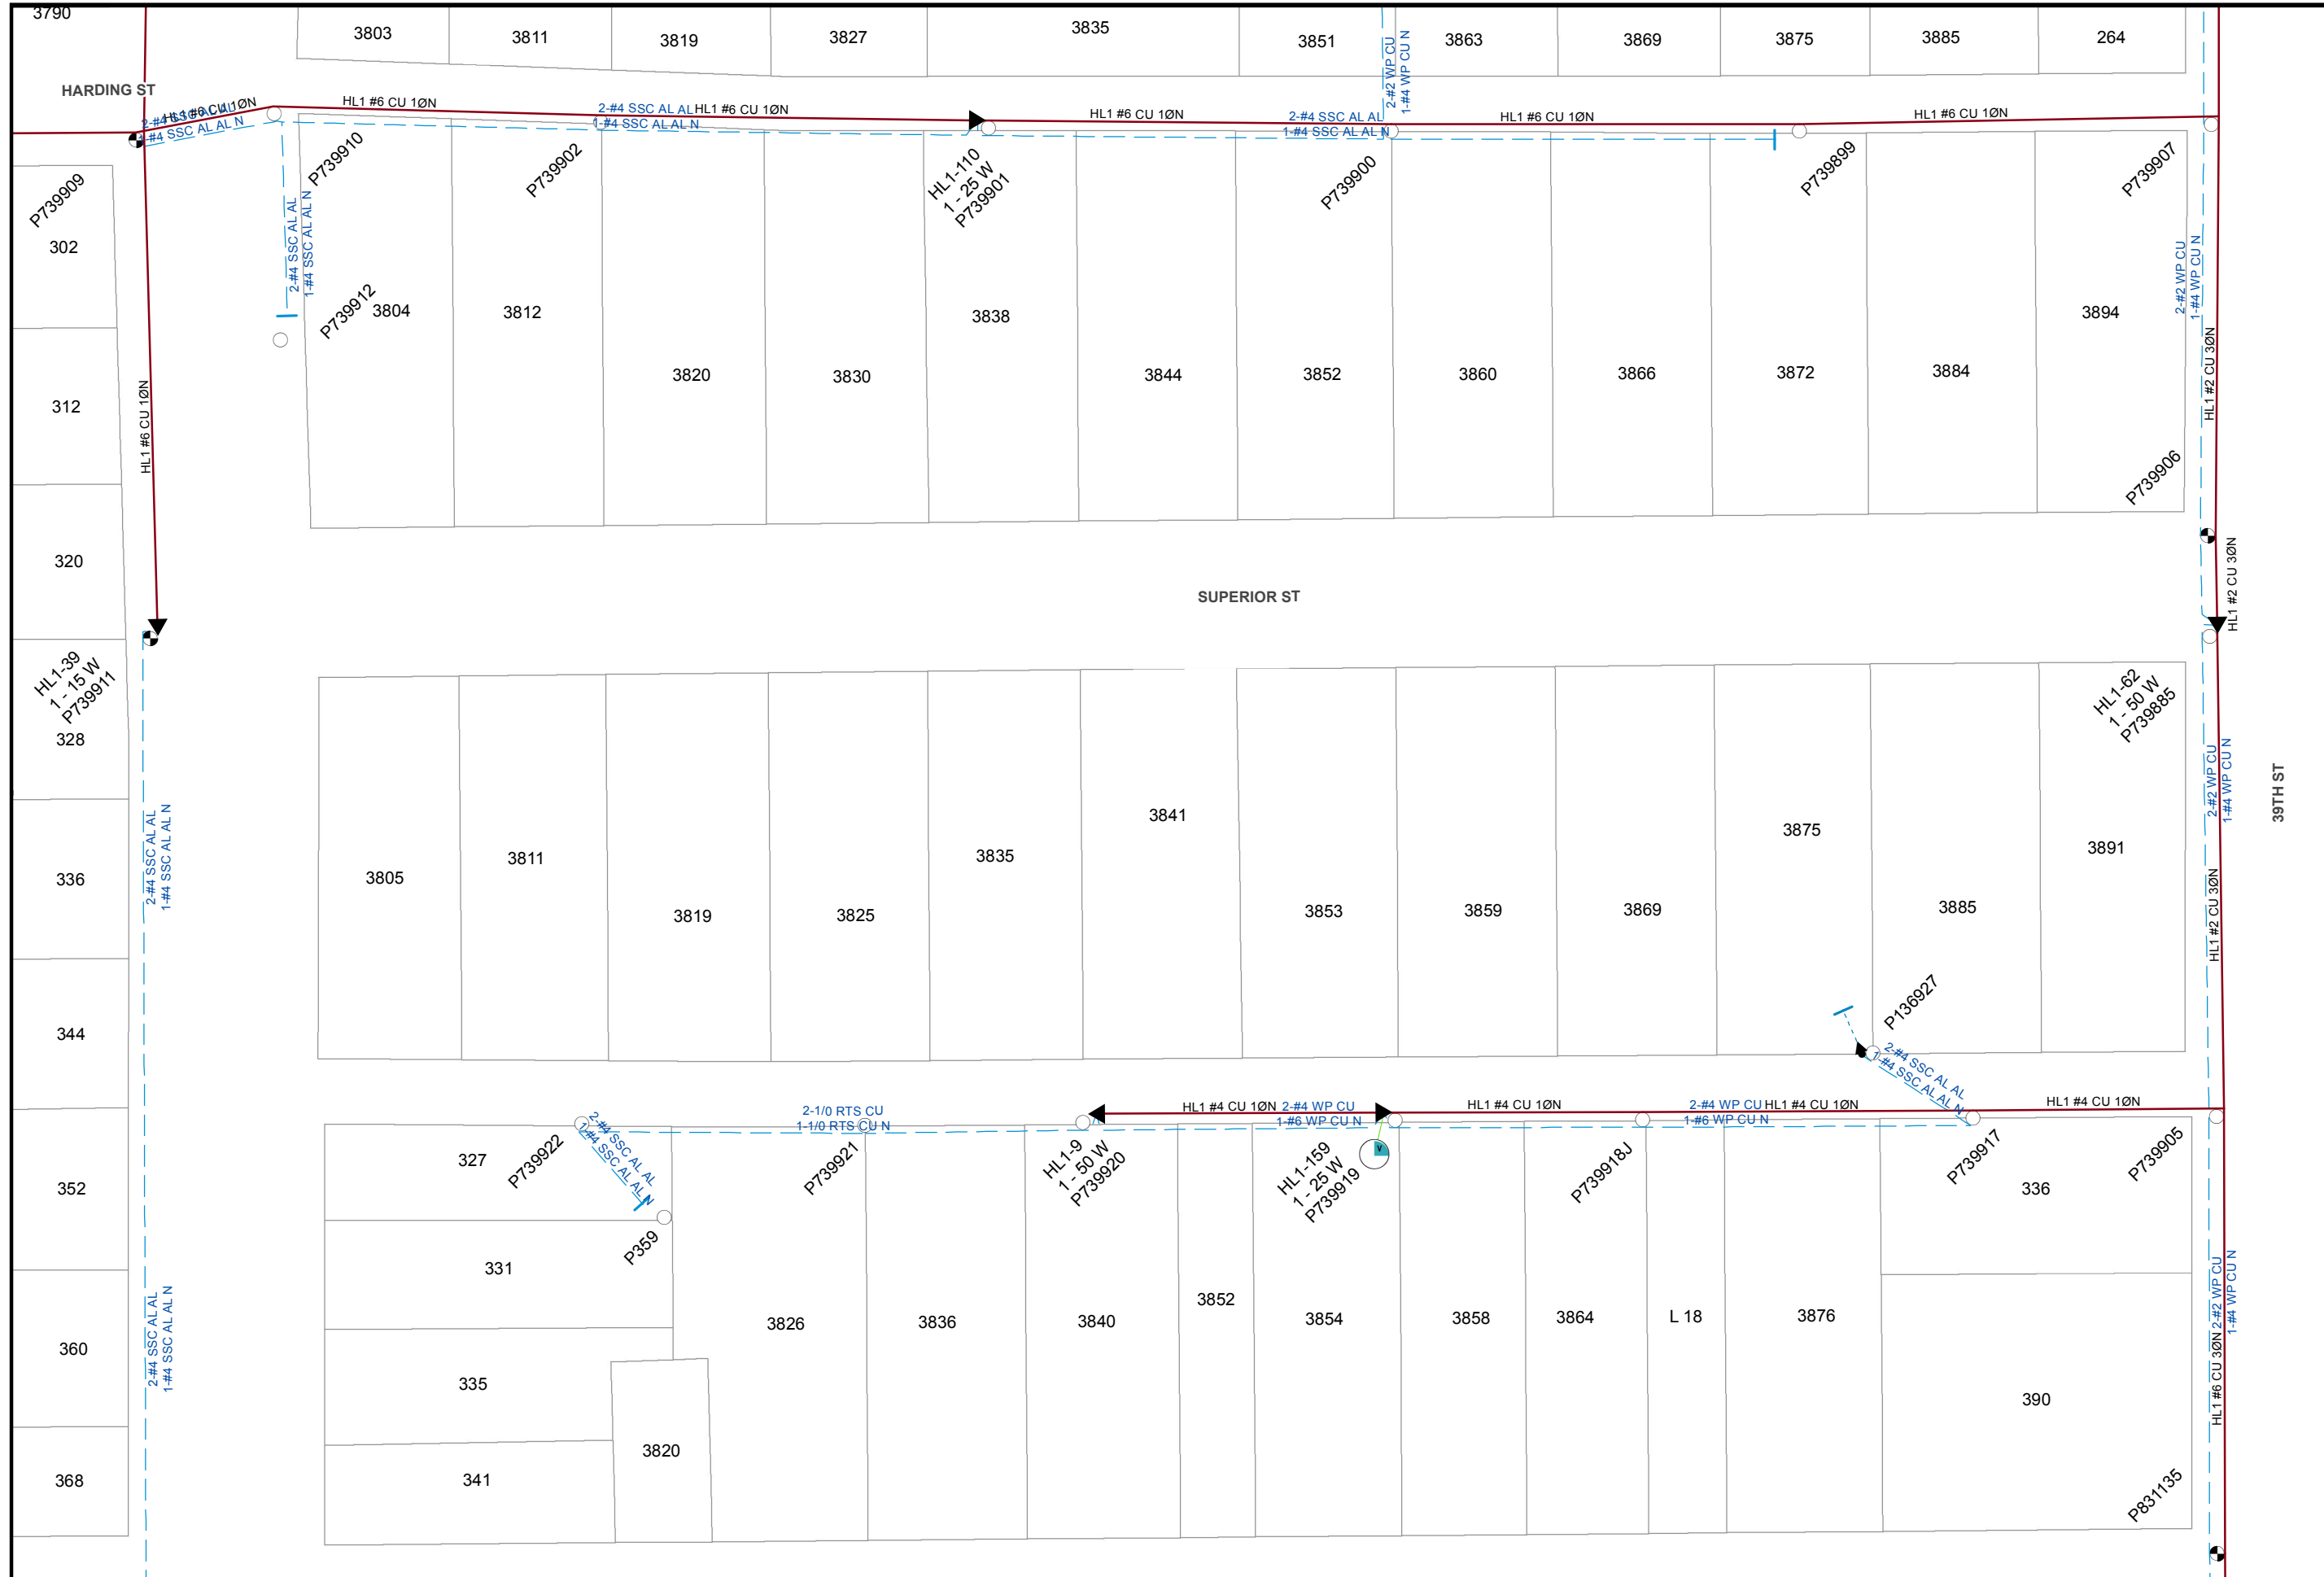 3790
3803
3811
3819
3827
3835
3851
3863
3869
3875
3885
264
2-#2 WP CU
1-#4 WP CU N
HARDING ST
HL1 #6 CU 1ØN
2-#4 SSC AL AL
1-#4 SSC AL AL N
HL1 #6 CU 1ØN
2-#4 SSC AL AL
1-#4 SSC AL AL N
HL1 #6 CU 1ØN
HL1 #6 CU 1ØN
2-#4 SSC AL AL
1-#4 SSC AL AL N
HL1 #6 CU 1ØN
HL1 #6 CU 1ØN
P739909
P739910
P739902
HL1-110
1 - 25 W
P739901
P739900
P739899
P739907
2-#4 SSC AL AL
1-#4 SSC AL AL N
P739912
302
312
320
HL1 #6 CU 1ØN
3804
3812
3820
3830
3838
3844
3852
3860
3866
3872
3884
3894
2-#2 WP CU
1-#4 WP CU N
HL1 #2 CU 3ØN
P739906
SUPERIOR ST
HL1 #2 CU 3ØN
HL1-39
1 - 15 W
P739911
328
336
344
352
360
368
2-#4 SSC AL AL
1-#4 SSC AL AL N
HL1-62
1 - 50 W
P739885
2-#2 WP CU
1-#4 WP CU N
39TH ST
3805
3811
3819
3825
3835
3841
3853
3859
3869
3875
3885
3891
HL1 #2 CU 3ØN
P136927
2-#4 SSC AL AL
1-#4 SSC AL AL N
2-1/0 RTS CU
1-1/0 RTS CU N
HL1 #4 CU 1ØN
2-#4 WP CU
1-#6 WP CU N
HL1 #4 CU 1ØN
2-#4 WP CU
1-#6 WP CU N
HL1 #4 CU 1ØN
HL1 #4 CU 1ØN
2-#4 SSC AL AL
1-#4 SSC AL AL N
327
P739922
P739921
HL1-9
1 - 50 W
P739920
HL1-159
1 - 25 W
P739919
V
P739918J
P739917
P739905
336
P359
331
335
341
3820
3826
3836
3840
3852
3854
3858
3864
L 18
3876
390
2-#4 SSC AL AL
1-#4 SSC AL AL N
2-#2 WP CU
1-#4 WP CU N
HL1 #6 CU 3ØN
P831135